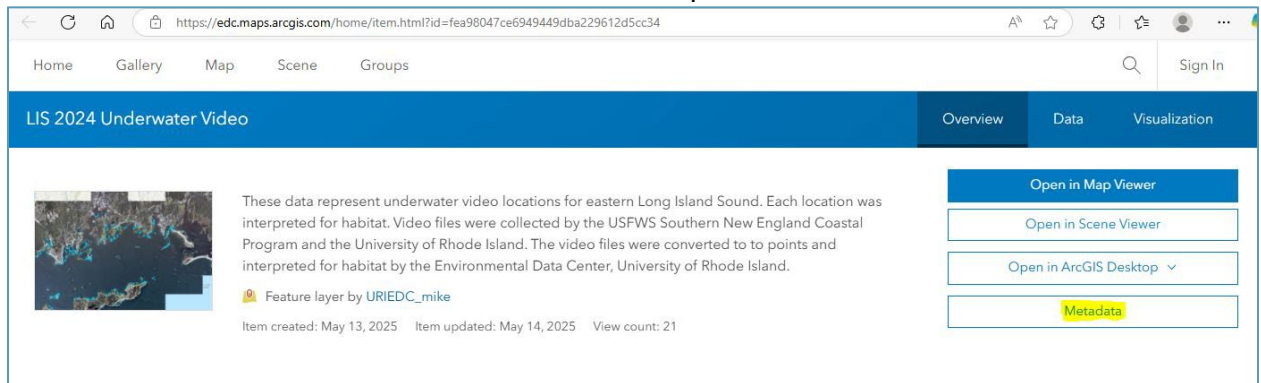 https://edc.maps.arcgis.com/home/item.html?id=fea98047ce6949449dba229612d5cc34
Home Gallery Map Scene Groups Sign In
LIS 2024 Underwater Video Overview Data Visualization
These data represent underwater video locations for eastern Long Island Sound. Each location was
interpreted for habitat. Video files were collected by the USFWS Southern New England Coastal
Program and the University of Rhode Island. The video files were converted to to points and
interpreted for habitat by the Environmental Data Center, University of Rhode Island.
Feature layer by URIEDC_mike
Item created: May 13, 2025 Item updated: May 14, 2025 View count: 21
Open in Map Viewer
Open in Scene Viewer
Open in ArcGIS Desktop
Metadata